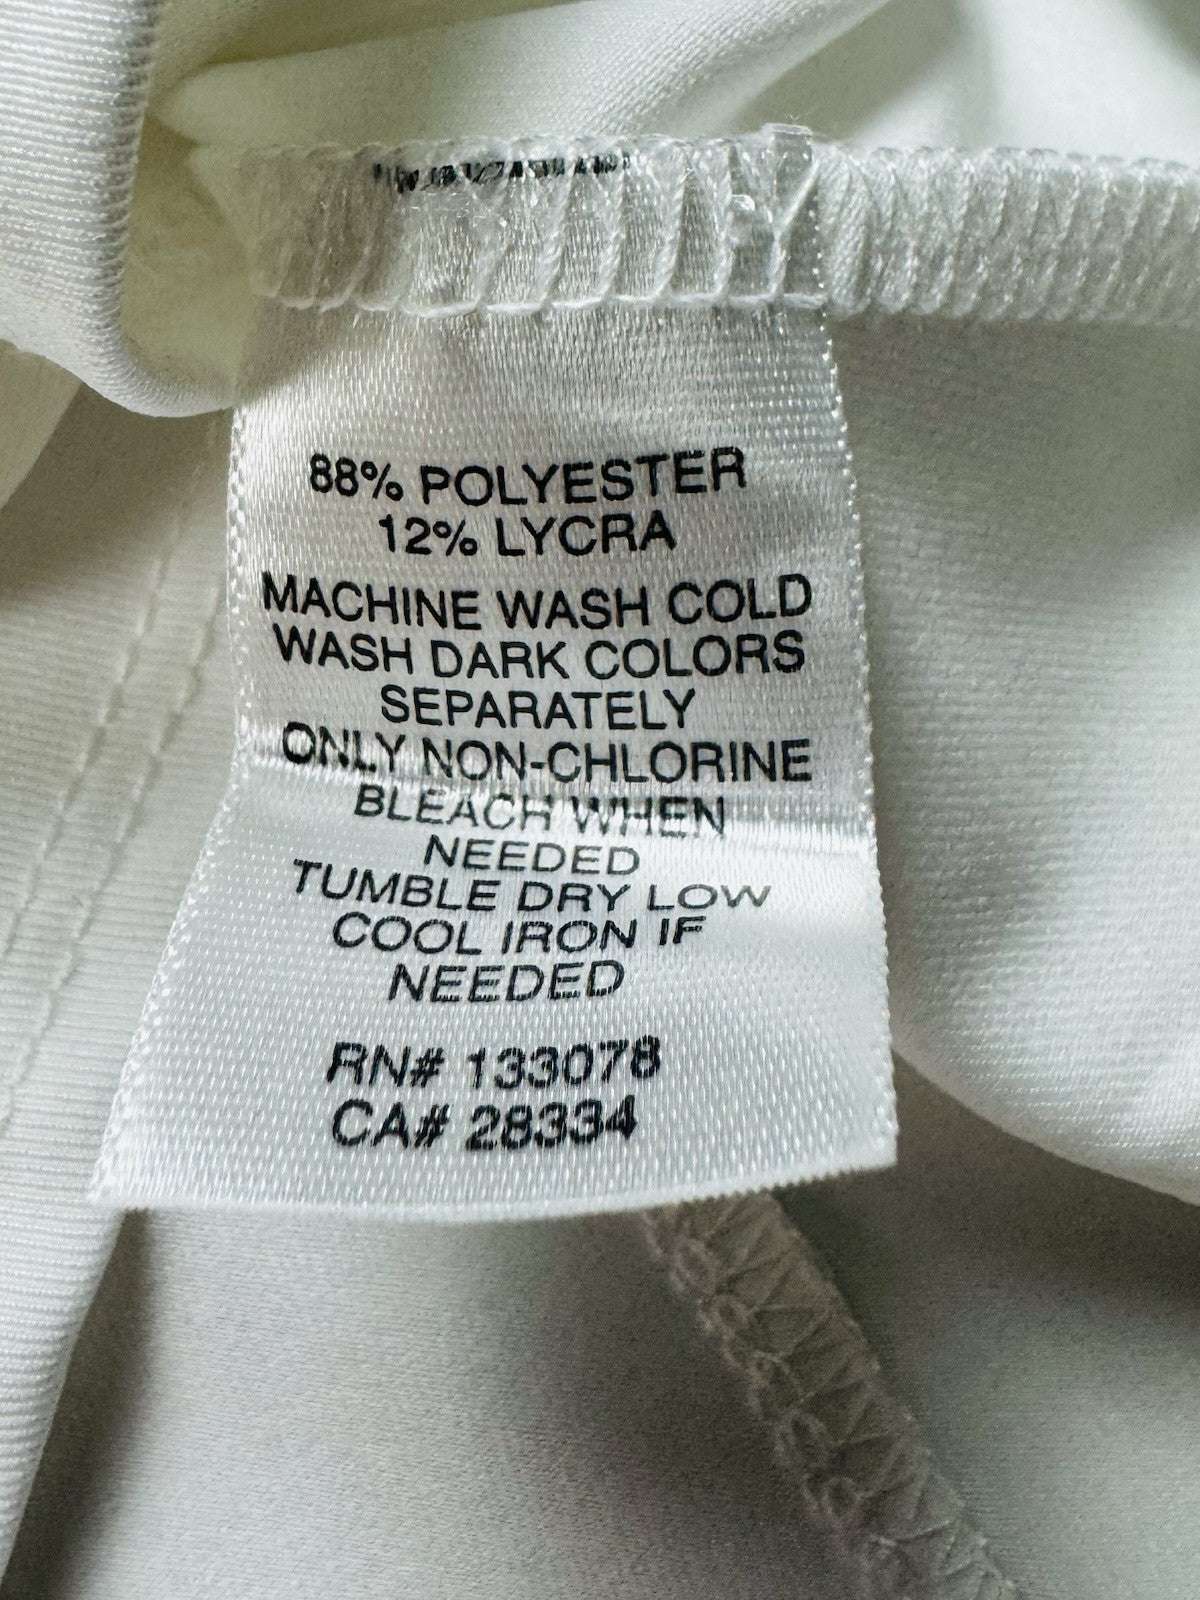 88% POLYESTER
12% LYCRA
MACHINE WASH COLD
WASH DARK COLORS
SEPARATELY
ONLY NON-CHLORINE
BLEACH WHEN
NEEDED
TUMBLE DRY LOW
COOL IRON IF
NEEDED
RN# 133078
CA# 28334